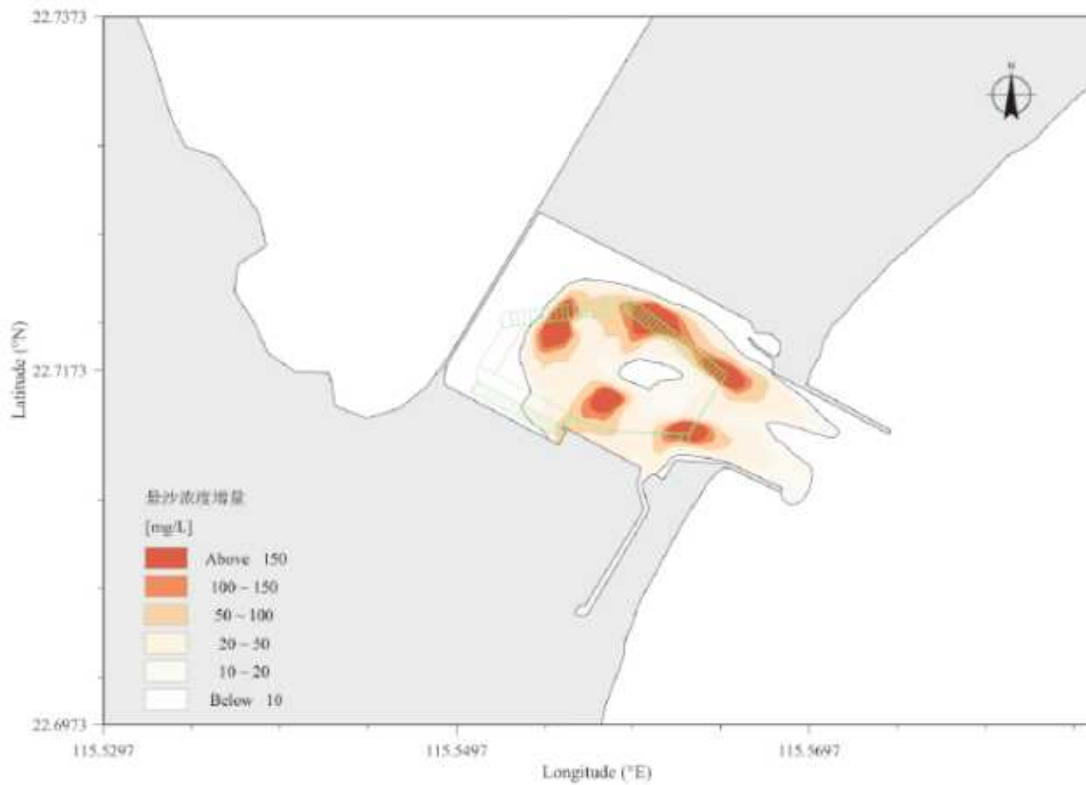 22.7373
N
22.7173
Latitude (°N)
悬沙浓度增量
[mg/L]
Above 150
100 ~ 150
50 ~ 100
20 ~ 50
10 ~ 20
Below 10
22.6973
115.5297
115.5497
115.5697
Longitude (°E)